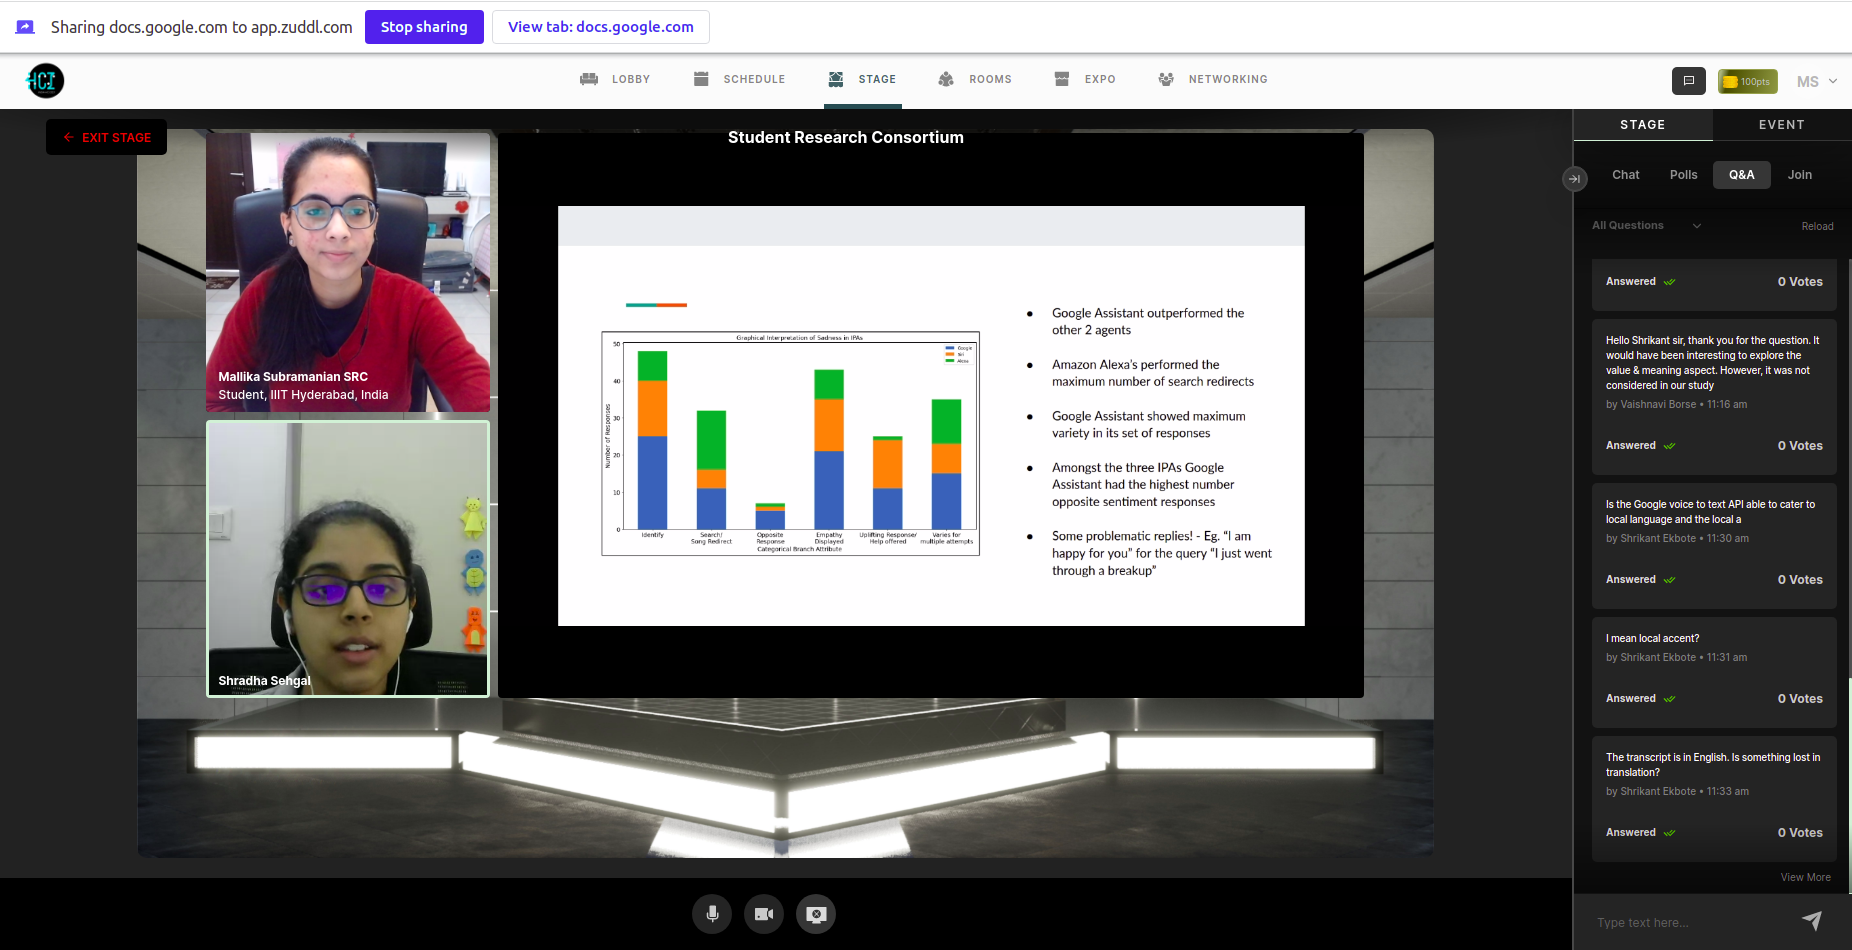 Sharing docs.google.com to app.zuddl.com
Stop sharing
View tab: docs.google.com
HCI
LOBBY
SCHEDULE
STAGE
ROOMS
EXPO
NETWORKING
100pts
MS
EXIT STAGE
Student Research Consortium
Mallika Subramanian SRC
Student, IIIT Hyderabad, India
Shradha Sehgal
Graphical Interpretation of Sadness in IPAs
Google
Siri
Alexa
Number of Responses
50
40
30
20
10
0
Identify
Search/
Song Redirect
Opposite
Response
Empathy
Displayed
Uplifting Response/
Help offered
Varies for
multiple attempts
Categorical Branch Attribute
● Google Assistant outperformed the
other 2 agents
● Amazon Alexa's performed the
maximum number of search redirects
● Google Assistant showed maximum
variety in its set of responses
● Amongst the three IPAs Google
Assistant had the highest number
opposite sentiment responses
● Some problematic replies! - Eg. “I am
happy for you” for the query “I just went
through a breakup”
STAGE
EVENT
Chat
Polls
Q&A
Join
All Questions
Reload
Answered
0 Votes
Hello Shrikant sir, thank you for the question. It
would have been interesting to explore the
value & meaning aspect. However, it was not
considered in our study
by Vaishnavi Borse • 11:16 am
Answered
0 Votes
Is the Google voice to text API able to cater to
local language and the local a
by Shrikant Ekbote • 11:30 am
Answered
0 Votes
I mean local accent?
by Shrikant Ekbote • 11:31 am
Answered
0 Votes
The transcript is in English. Is something lost in
translation?
by Shrikant Ekbote • 11:33 am
Answered
0 Votes
View More
Type text here...